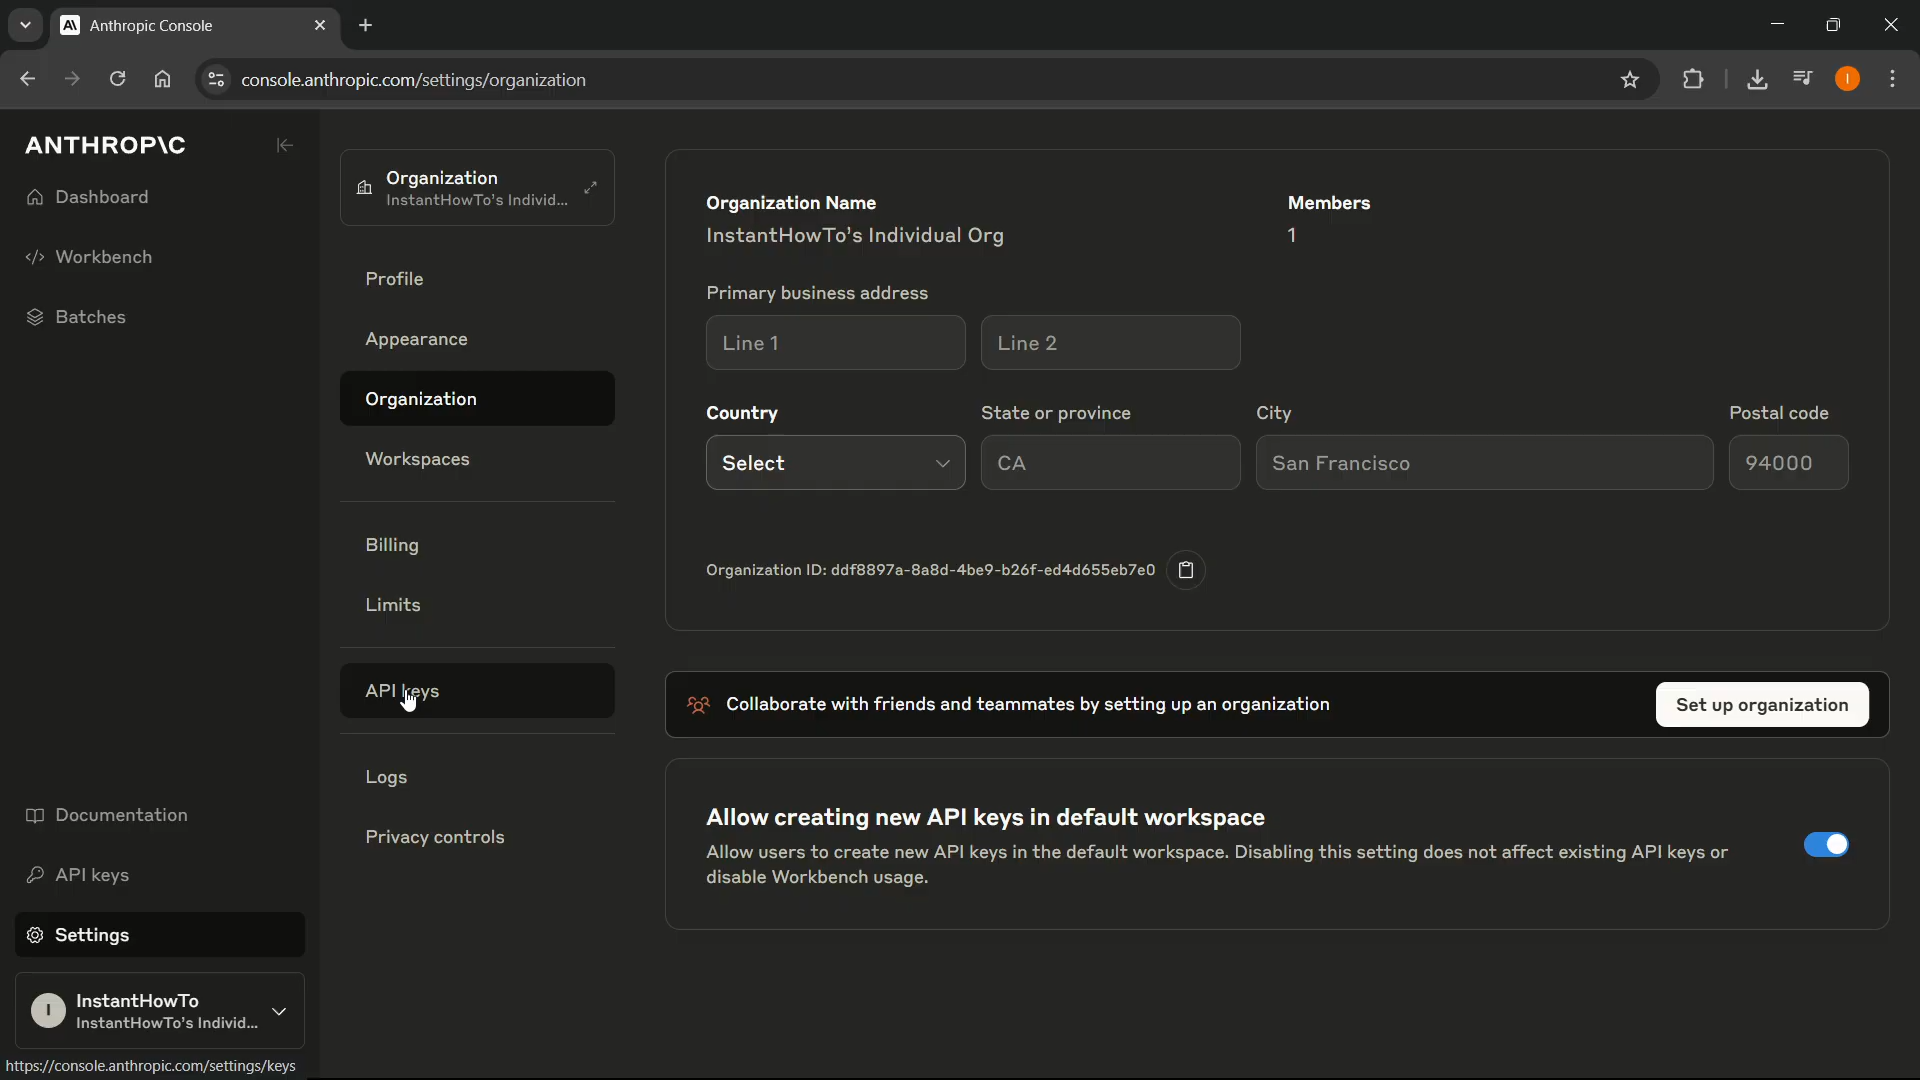 Anthropic Console
console.anthropic.com/settings/organization
I
ANTHROP\C
Dashboard
Workbench
Batches
Documentation
API keys
Settings
I
InstantHowTo
InstantHowTo's Individ...
https://console.anthropic.com/settings/keys
Organization
InstantHowTo's Individ...
Profile
Appearance
Organization
Workspaces
Billing
Limits
API keys
Logs
Privacy controls
Organization Name
Members
InstantHowTo's Individual Org
1
Primary business address
Line 1
Line 2
Country
State or province
City
Postal code
Select
CA
San Francisco
94000
Organization ID: ddf8897a-8a8d-4be9-b26f-ed4d655eb7e0
Collaborate with friends and teammates by setting up an organization
Set up organization
Allow creating new API keys in default workspace
Allow users to create new API keys in the default workspace. Disabling this setting does not affect existing API keys or
disable Workbench usage.